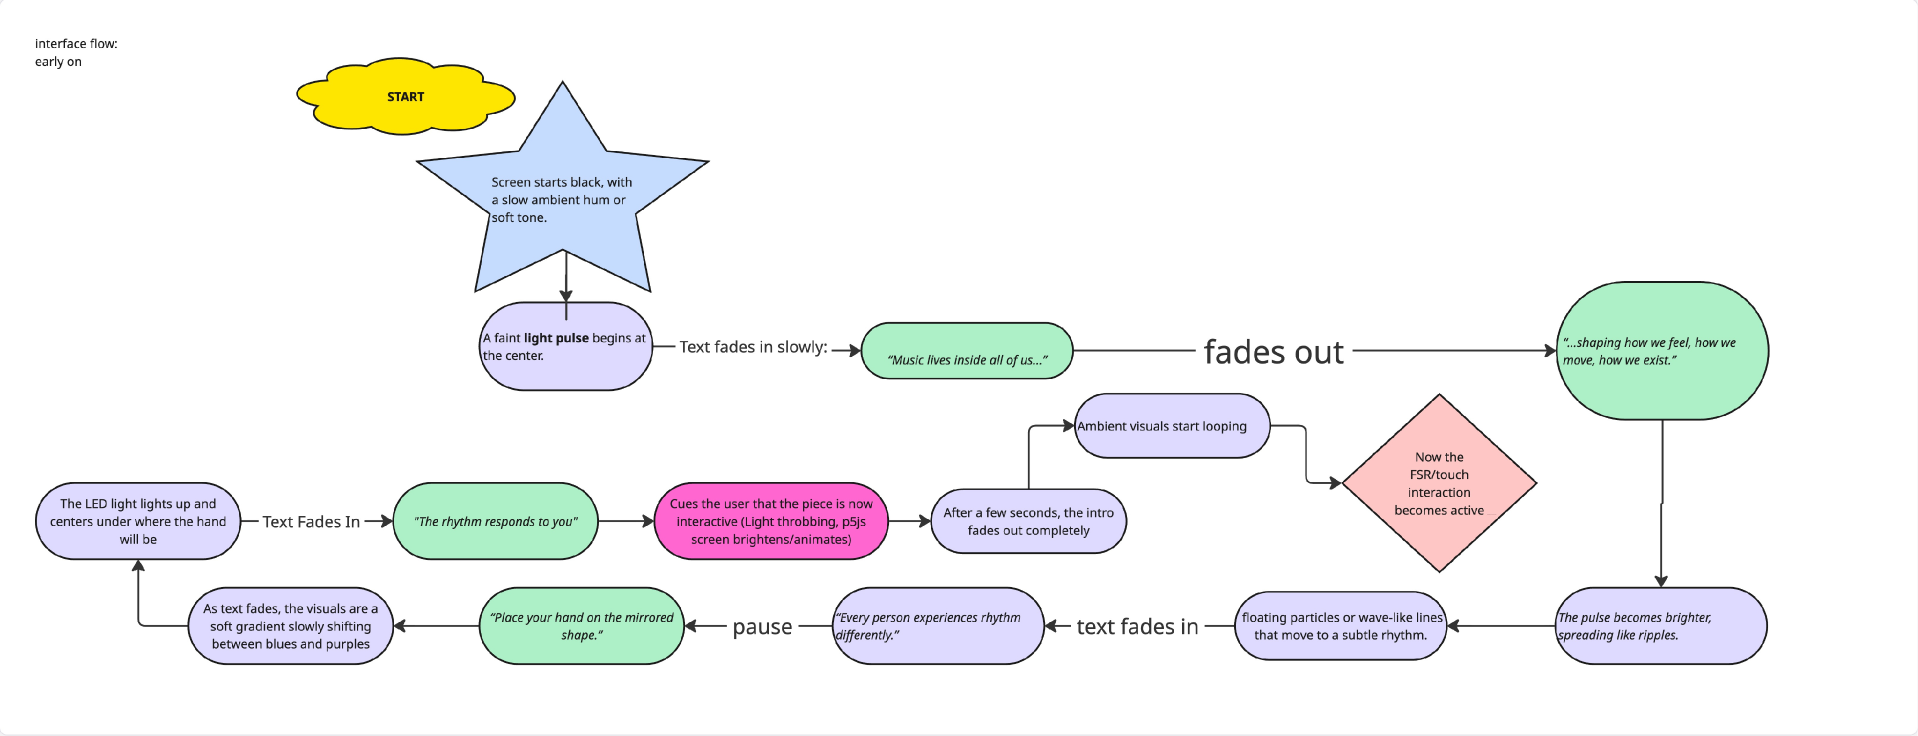 interface flow:
early on
START
Screen starts black, with
a slow ambient hum or
soft tone.
A faint light pulse begins at
the center.
Text fades in slowly:
“Music lives inside all of us…”
fades out
“…shaping how we feel, how we
move, how we exist.”
The pulse becomes brighter,
spreading like ripples.
floating particles or wave-like lines
that move to a subtle rhythm.
text fades in
“Every person experiences rhythm
differently.”
pause
“Place your hand on the mirrored
shape.”
As text fades, the visuals are a
soft gradient slowly shifting
between blues and purples
The LED light lights up and
centers under where the hand
will be
Text Fades In
"The rhythm responds to you"
Cues the user that the piece is now
interactive (Light throbbing, p5js
screen brightens/animates)
After a few seconds, the intro
fades out completely
Ambient visuals start looping
Now the
FSR/touch
interaction
becomes active